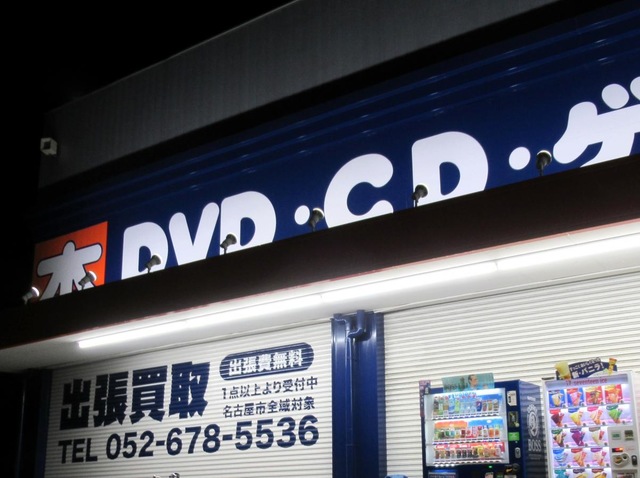 本 DVD・CD・ゲ
出張買取
出張費無料
1点以上より受付中
名古屋市全域対象
TEL 052-678-5536